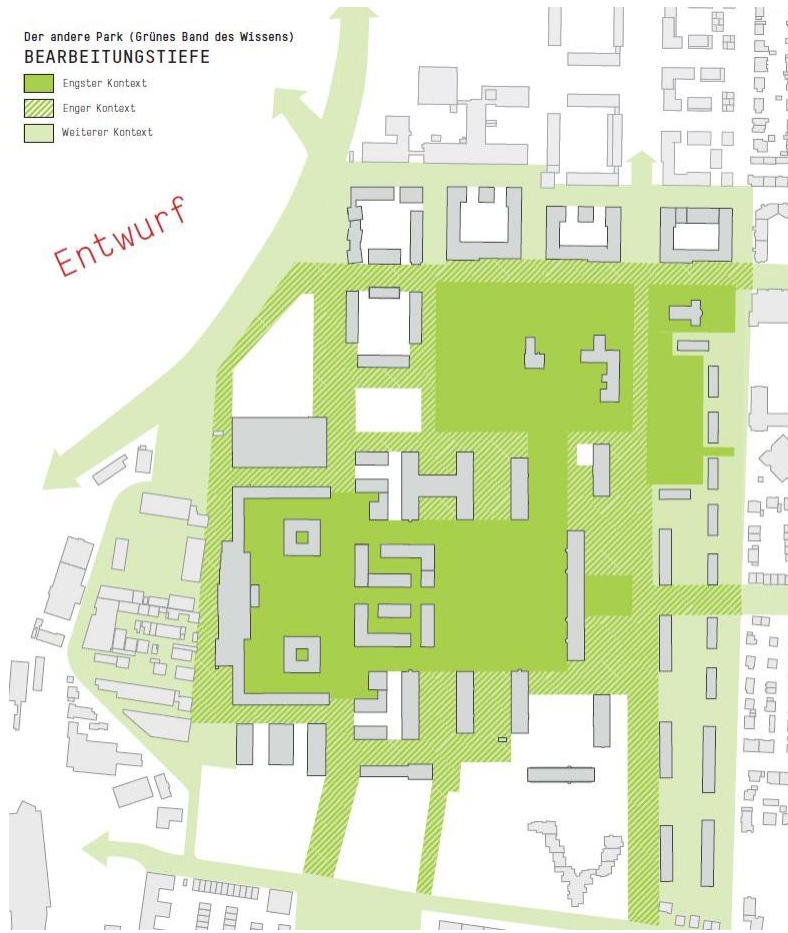 Der andere Park (Grünes Band des Wissens)
BEARBEITUNGSTIEFE
Engster Kontext
Enger Kontext
Weiterer Kontext
Entwurf